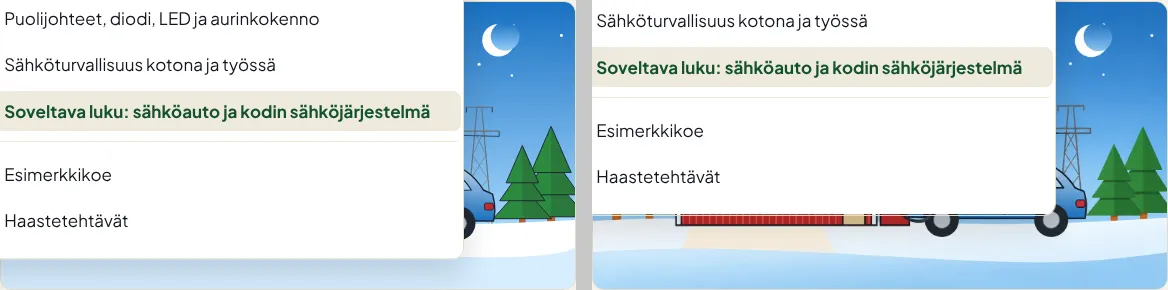 Puolijohteet, diodi, LED ja aurinkokenno
Sähköturvallisuus kotona ja työssä
Soveltava luku: sähköauto ja kodin sähköjärjestelmä
Esimerkkikoe
Haastetehtävät
Sähköturvallisuus kotona ja työssä
Soveltava luku: sähköauto ja kodin sähköjärjestelmä
Esimerkkikoe
Haastetehtävät